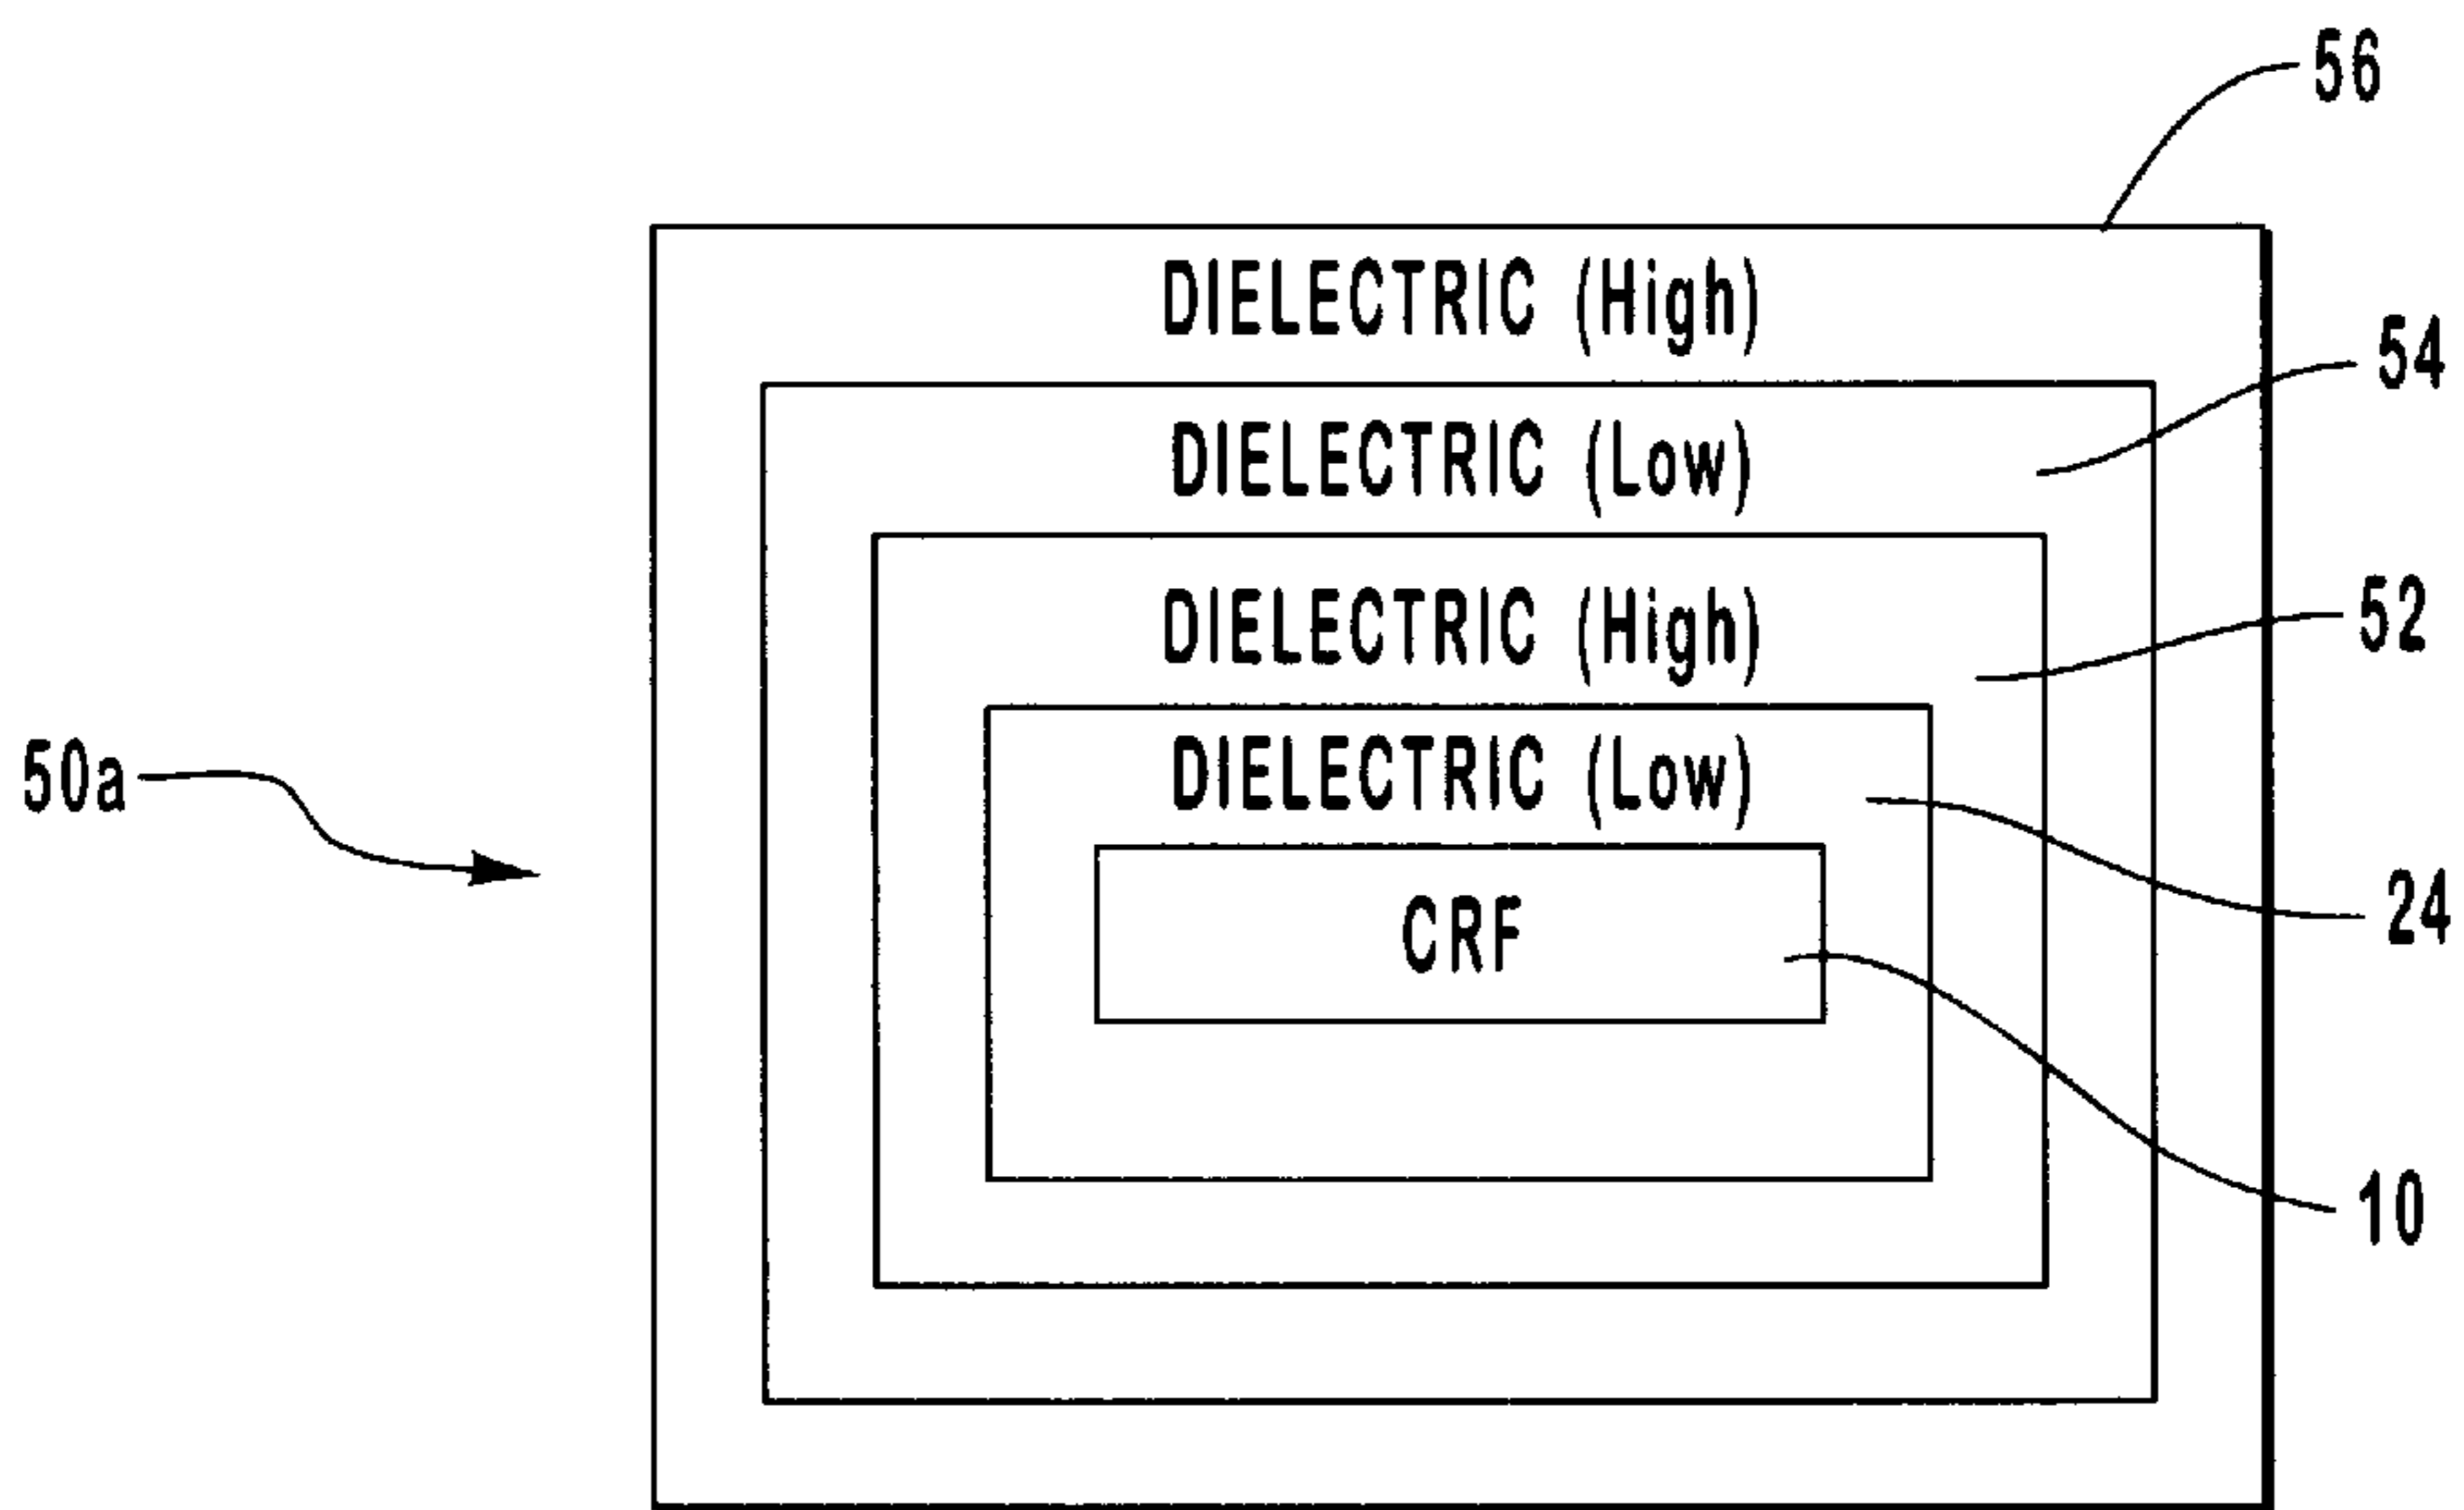 56
DIELECTRIC (High)
54
DIELECTRIC (Low)
52
DIELECTRIC (High)
50a
DIELECTRIC (Low)
24
CRF
10